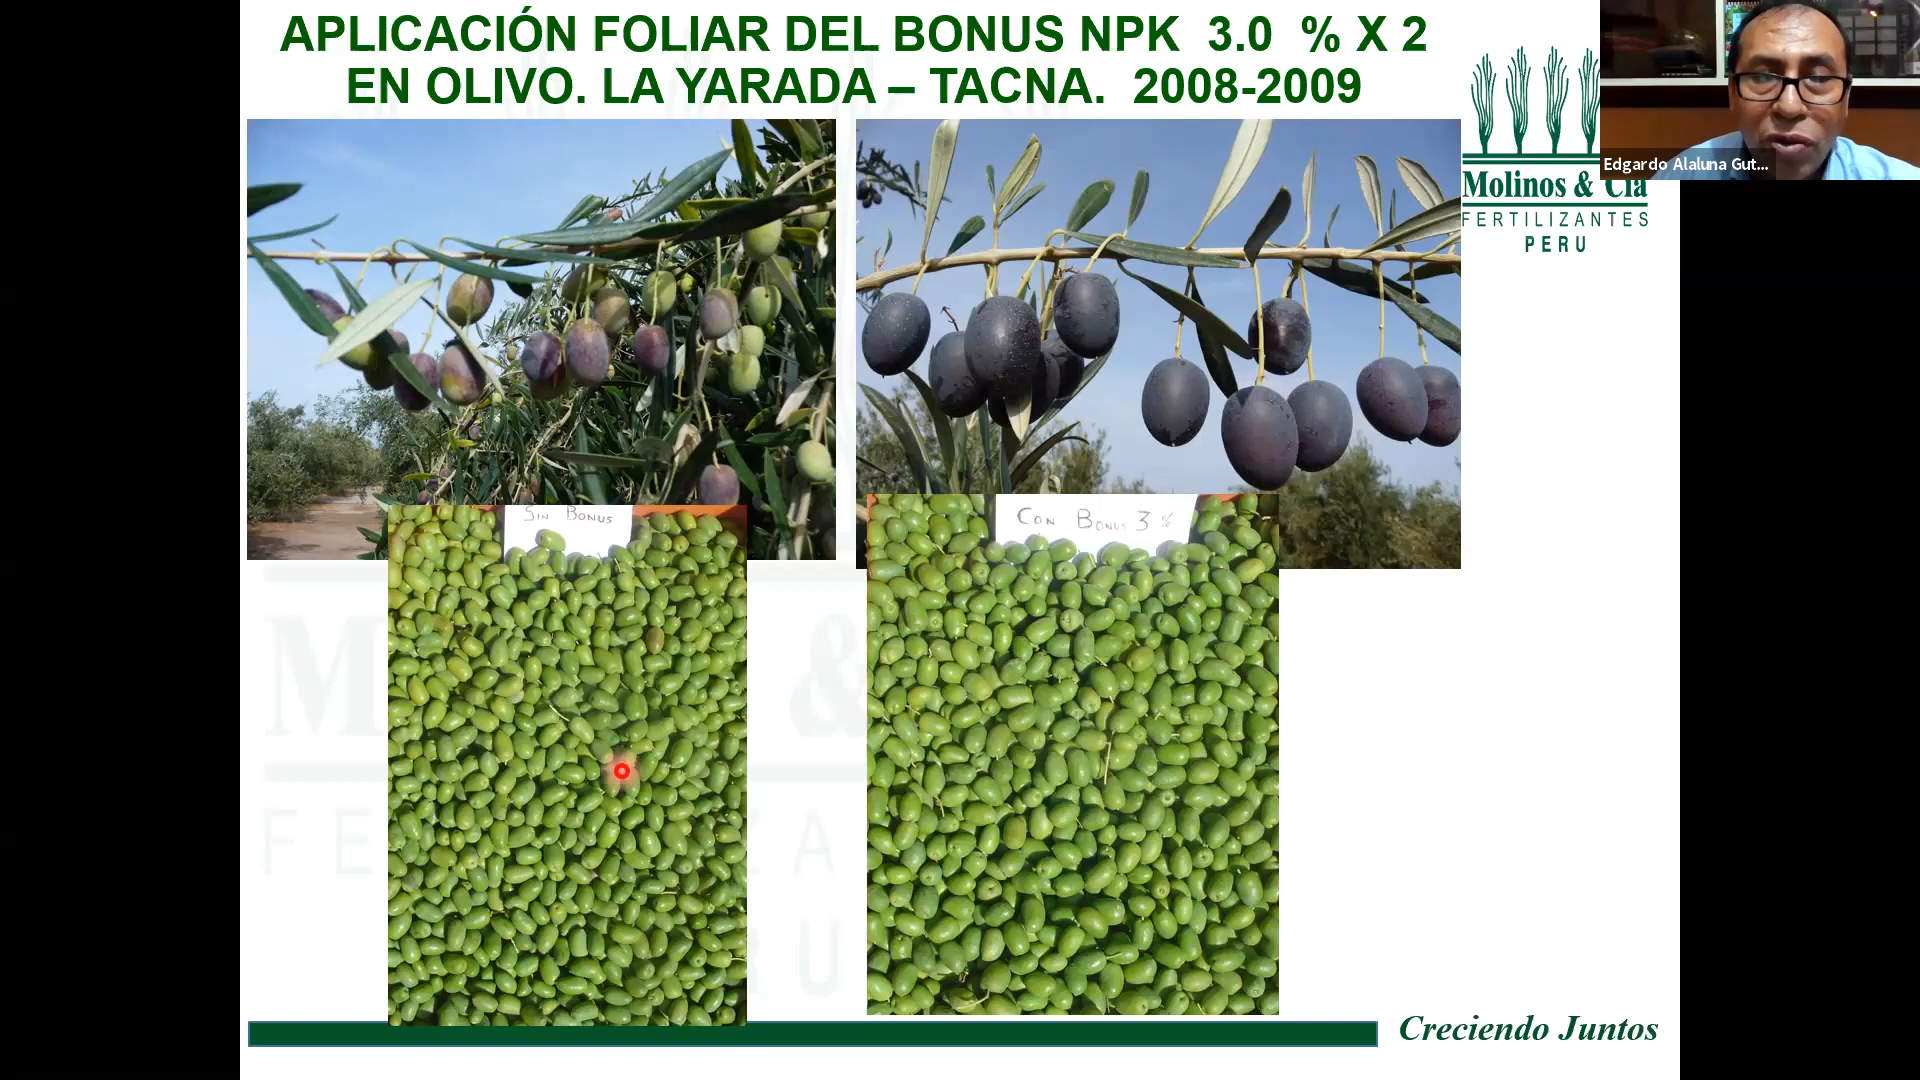 APLICACIÓN FOLIAR DEL BONUS NPK 3.0 % X 2
EN OLIVO. LA YARADA – TACNA. 2008-2009
Edgardo Alaluna Gut...
Molinos & Cia
FERTILIZANTES
PERU
SIN BONUS
CON BONUS 3 %
Creciendo Juntos